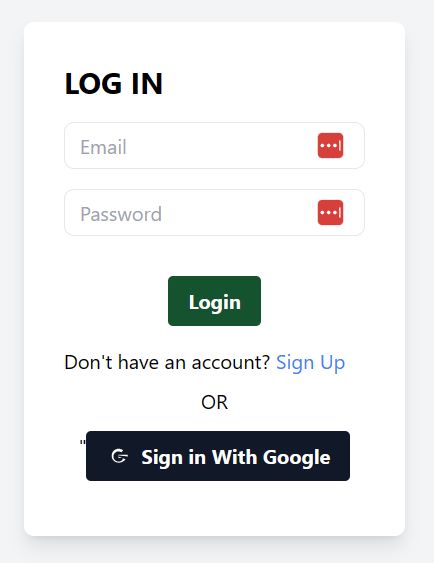 LOG IN
Email
Password
Login
Don't have an account? Sign Up
OR
"
Sign in With Google